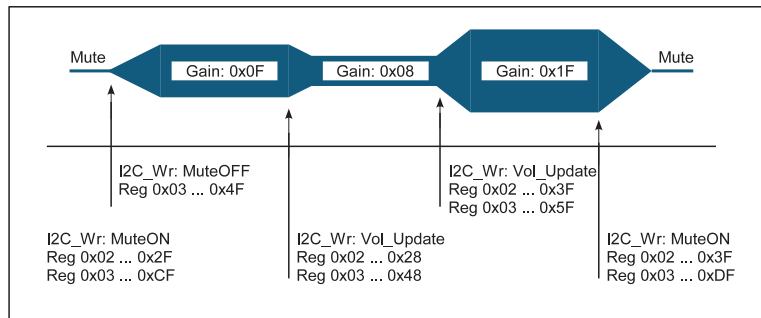 Mute
Gain: 0x0F
Gain: 0x08
Gain: 0x1F
Mute
I2C_Wr: MuteOFF
Reg 0x03 ... 0x4F
I2C_Wr: Vol_Update
Reg 0x02 ... 0x3F
Reg 0x03 ... 0x5F
I2C_Wr: MuteON
Reg 0x02 ... 0x2F
Reg 0x03 ... 0xCF
I2C_Wr: Vol_Update
Reg 0x02 ... 0x28
Reg 0x03 ... 0x48
I2C_Wr: MuteON
Reg 0x02 ... 0x3F
Reg 0x03 ... 0xDF